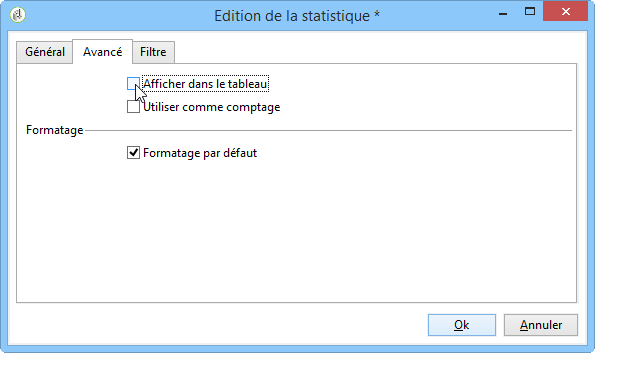 Edition de la statistique *
Général Avancé Filtre
Afficher dans le tableau
Utiliser comme comptage
Formatage
Formatage par défaut
Ok Annuler